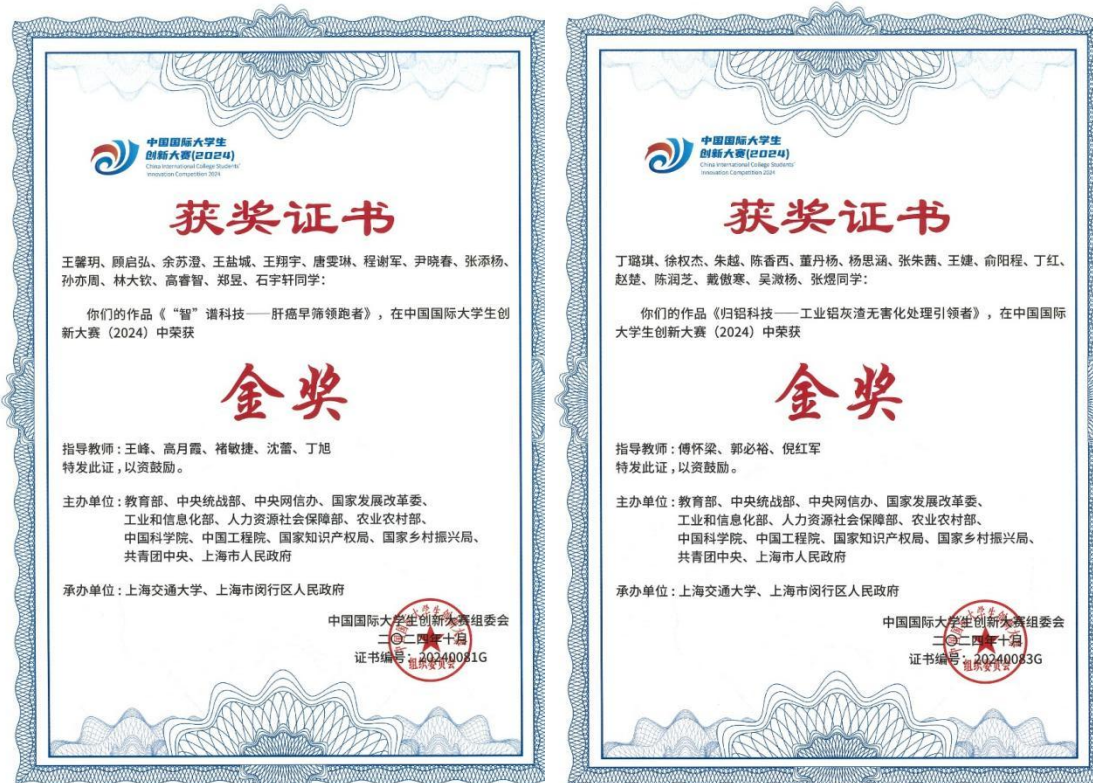 中国国际大学生
创新大赛(2024)
China International College Students'
Innovation Competition 2024
获奖证书
王馨玥、顾启弘、余苏澄、王盐城、王翔宇、唐雯琳、程谢军、尹晓春、张添杨、
孙亦周、林大钦、高睿智、郑昱、石宇轩同学：
你们的作品《“智”谱科技——肝癌早筛领跑者》，在中国国际大学生创
新大赛（2024）中荣获
金奖
指导教师：王峰、高月霞、褚敏捷、沈蕾、丁旭
特发此证，以资鼓励。
主办单位：教育部、中央统战部、中央网信办、国家发展改革委、
工业和信息化部、人力资源社会保障部、农业农村部、
中国科学院、中国工程院、国家知识产权局、国家乡村振兴局、
共青团中央、上海市人民政府
承办单位：上海交通大学、上海市闵行区人民政府
中国国际大学生创新大赛组委会
二〇二四年十月
证书编号：20240081G
组织委员会
中国国际大学生
创新大赛(2024)
China International College Students'
Innovation Competition 2024
获奖证书
丁璐琪、徐权杰、朱越、陈香西、董丹杨、杨思涵、张朱茜、王婕、俞阳程、丁红、
赵楚、陈润芝、戴傲寒、吴溦杨、张煜同学：
你们的作品《归铝科技——工业铝灰渣无害化处理引领者》，在中国国际
大学生创新大赛（2024）中荣获
金奖
指导教师：傅怀梁、郭必裕、倪红军
特发此证，以资鼓励。
主办单位：教育部、中央统战部、中央网信办、国家发展改革委、
工业和信息化部、人力资源社会保障部、农业农村部、
中国科学院、中国工程院、国家知识产权局、国家乡村振兴局、
共青团中央、上海市人民政府
承办单位：上海交通大学、上海市闵行区人民政府
中国国际大学生创新大赛组委会
二〇二四年十月
证书编号：20240083G
组织委员会